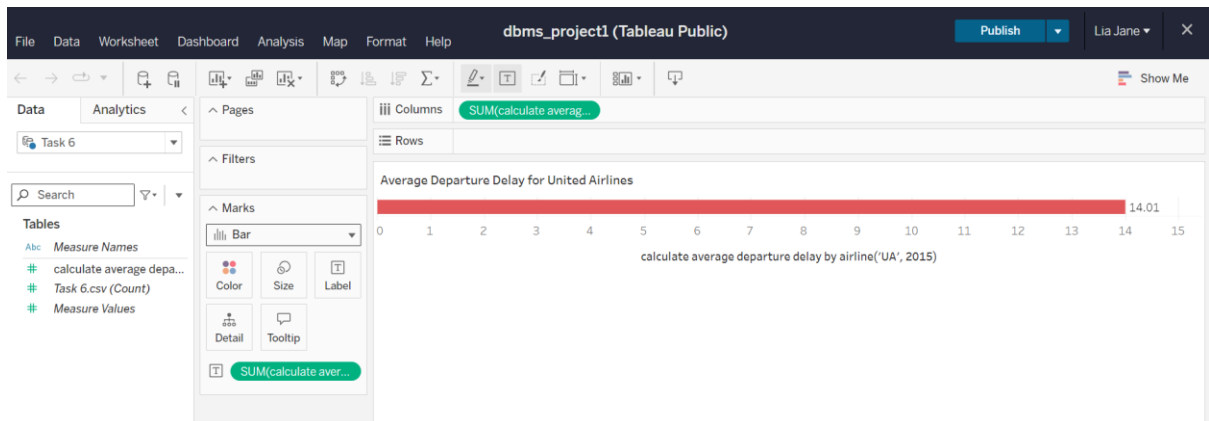 dbms_project1 (Tableau Public)
Publish
Lia Jane
File Data Worksheet Dashboard Analysis Map Format Help
Show Me
Data Analytics
Task 6
Search
Tables
Abc Measure Names
# calculate average depa...
# Task 6.csv (Count)
# Measure Values
Pages
Filters
Marks
Bar
Color Size Label
Detail Tooltip
SUM(calculate aver...
Columns SUM(calculate averag...
Rows
Average Departure Delay for United Airlines
14.01
0 1 2 3 4 5 6 7 8 9 10 11 12 13 14 15
calculate average departure delay by airline('UA', 2015)